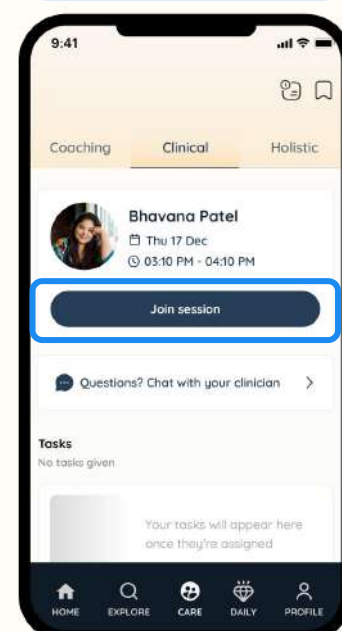 9:41
Coaching Clinical Holistic
Bhavana Patel
Thu 17 Dec
03:10 PM - 04:10 PM
Join session
Questions? Chat with your clinician
Tasks
No tasks given
Your tasks will appear here
once they're assigned
HOME EXPLORE CARE DAILY PROFILE